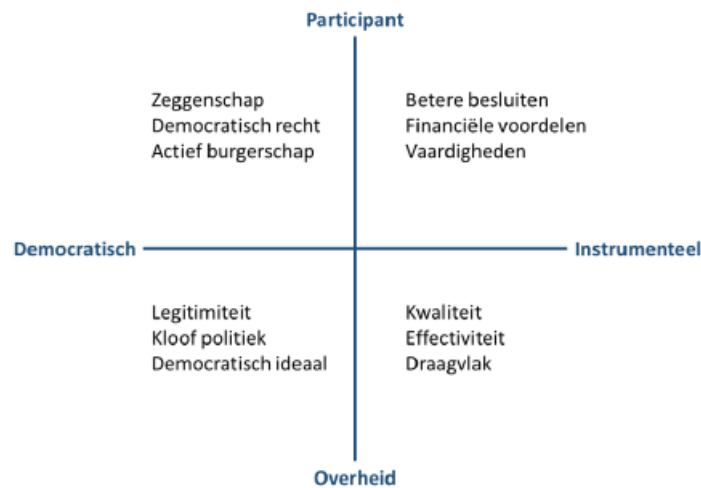 Participant
Zeggenschap
Democratisch recht
Actief burgerschap
Betere besluiten
Financiële voordelen
Vaardigheden
Democratisch
Instrumenteel
Legitimiteit
Kloof politiek
Democratisch ideaal
Kwaliteit
Effectiviteit
Draagvlak
Overheid